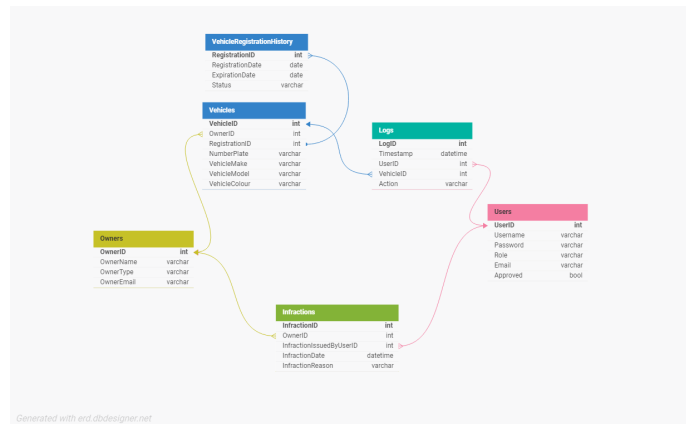 VehicleRegistrationHistory
RegistrationID int
RegistrationDate date
ExpirationDate date
Status varchar
Vehicles
VehicleID int
OwnerID int
RegistrationID int
NumberPlate varchar
VehicleMake varchar
VehicleModel varchar
VehicleColour varchar
Logs
LogID int
Timestamp datetime
UserID int
VehicleID int
Action varchar
Users
UserID int
Username varchar
Password varchar
Role varchar
Email varchar
Approved bool
Owners
OwnerID int
OwnerName varchar
OwnerType varchar
OwnerEmail varchar
Infractions
InfractionID int
OwnerID int
InfractionIssuedByUserID int
InfractionDate datetime
InfractionReason varchar
Generated with erd.dbdesigner.net